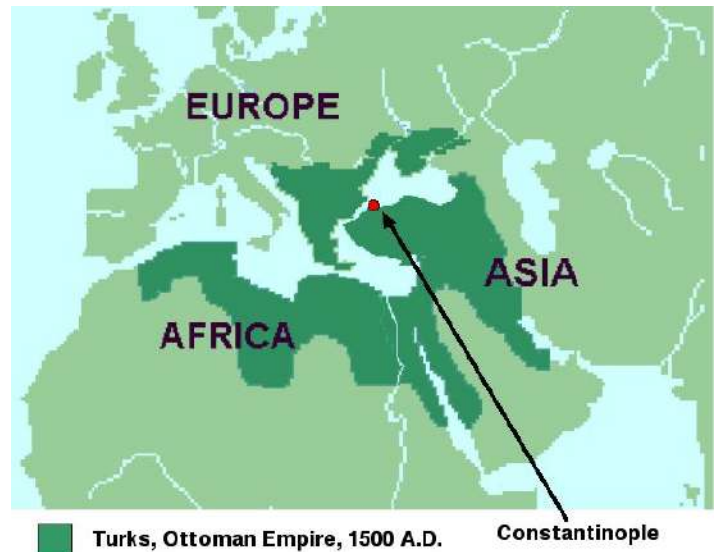 EUROPE
ASIA
AFRICA
Turks, Ottoman Empire, 1500 A.D.
Constantinople